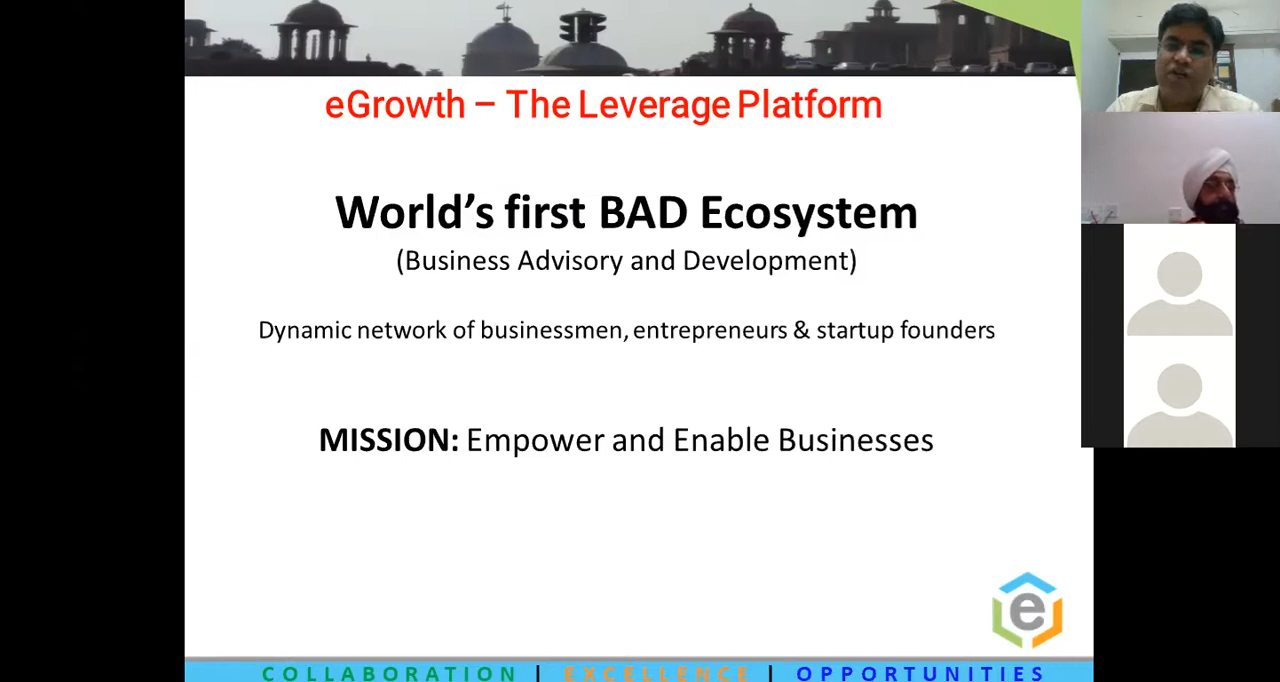 eGrowth – The Leverage Platform
World's first BAD Ecosystem
(Business Advisory and Development)
Dynamic network of businessmen, entrepreneurs & startup founders
MISSION: Empower and Enable Businesses
e
COLLABORATION | EXCELLENCE | OPPORTUNITIES